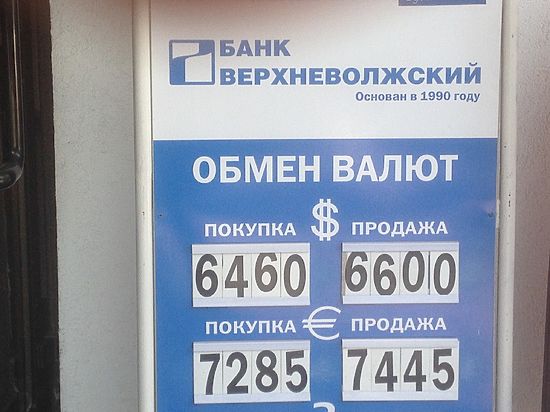 БАНК
ВЕРХНЕВОЛЖСКИЙ
Основан в 1990 году
ОБМЕН ВАЛЮТ
ПОКУПКА $ ПРОДАЖА
6460 6600
ПОКУПКА € ПРОДАЖА
7285 7445